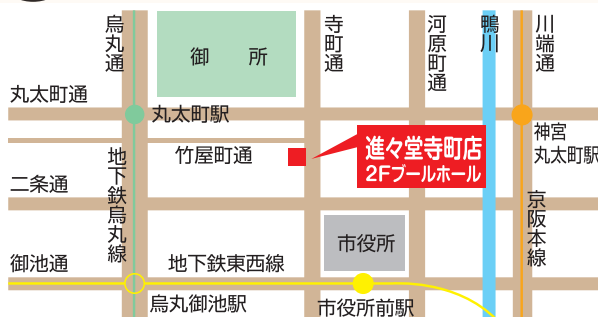 烏丸通
御所
寺町通
河原町通
鴨川
川端通
丸太町通
丸太町駅
神宮
丸太町駅
竹屋町通
進々堂寺町店
2Fブールホール
地下鉄烏丸線
二条通
京阪本線
市役所
御池通
地下鉄東西線
烏丸御池駅
市役所前駅